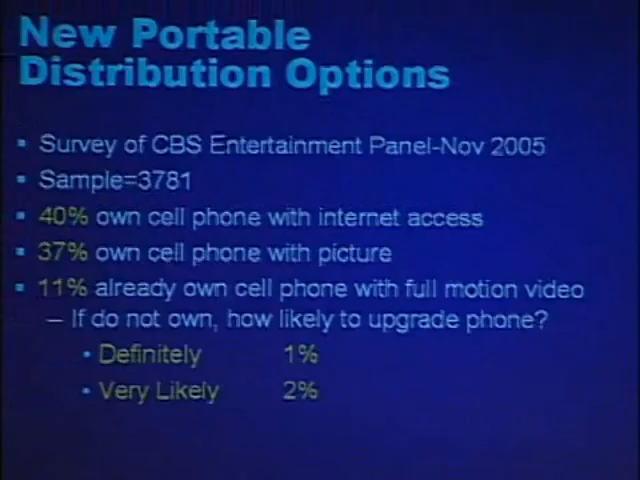 New Portable
Distribution Options
▪ Survey of CBS Entertainment Panel-Nov 2005
▪ Sample=3781
▪ 40% own cell phone with internet access
▪ 37% own cell phone with picture
▪ 11% already own cell phone with full motion video
– If do not own, how likely to upgrade phone?
• Definitely 1%
• Very Likely 2%